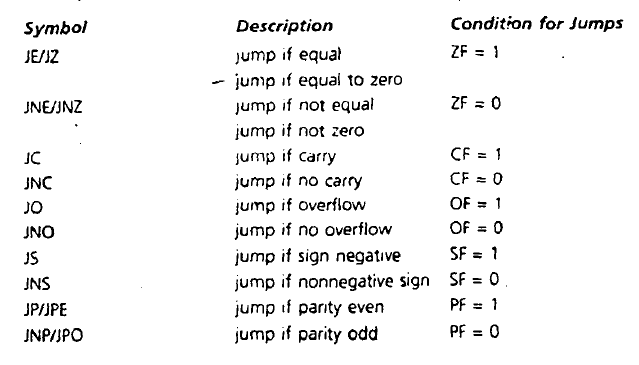 Symbol Description Condition for Jumps
JE/JZ jump if equal ZF = 1
– jump if equal to zero
JNE/JNZ jump if not equal ZF = 0
jump if not zero
JC jump if carry CF = 1
JNC jump if no carry CF = 0
JO jump if overflow OF = 1
JNO jump if no overflow OF = 0
JS jump if sign negative SF = 1
JNS jump if nonnegative sign SF = 0
JP/JPE jump if parity even PF = 1
JNP/JPO jump if parity odd PF = 0